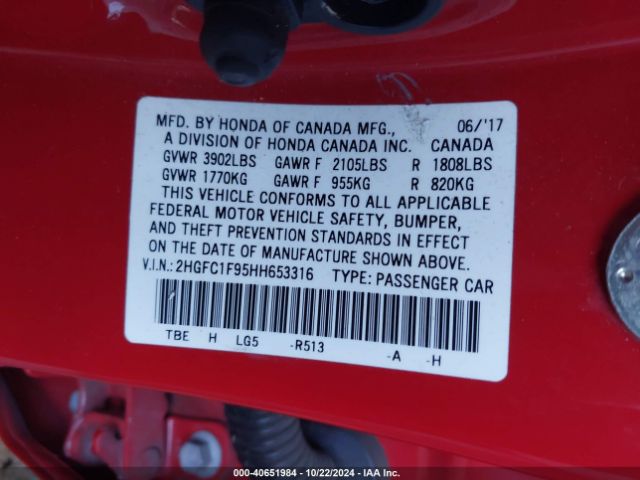 MFD. BY HONDA OF CANADA MFG., 06/'17
A DIVISION OF HONDA CANADA INC. CANADA
GVWR 3902LBS GAWR F 2105LBS R 1808LBS
GVWR 1770KG GAWR F 955KG R 820KG
THIS VEHICLE CONFORMS TO ALL APPLICABLE
FEDERAL MOTOR VEHICLE SAFETY, BUMPER,
AND THEFT PREVENTION STANDARDS IN EFFECT
ON THE DATE OF MANUFACTURE SHOWN ABOVE.
V.I.N.: 2HGFC1F95HH653316 TYPE: PASSENGER CAR
TBE H LG5 -R513 -A -H
000-40651984 | 10/22/2024 | IAA Inc.